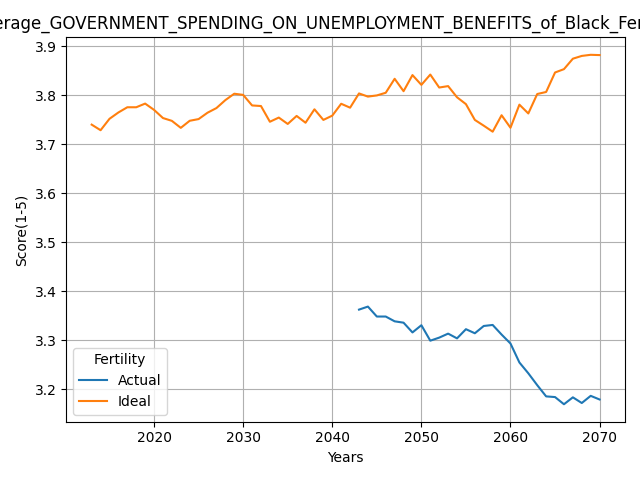 erage_GOVERNMENT_SPENDING_ON_UNEMPLOYMENT_BENEFITS_of_Black_Fer
3.9
3.8
3.7
3.6
3.5
3.4
3.3
3.2
Score(1-5)
Fertility
Actual
Ideal
2020
2030
2040
2050
2060
2070
Years